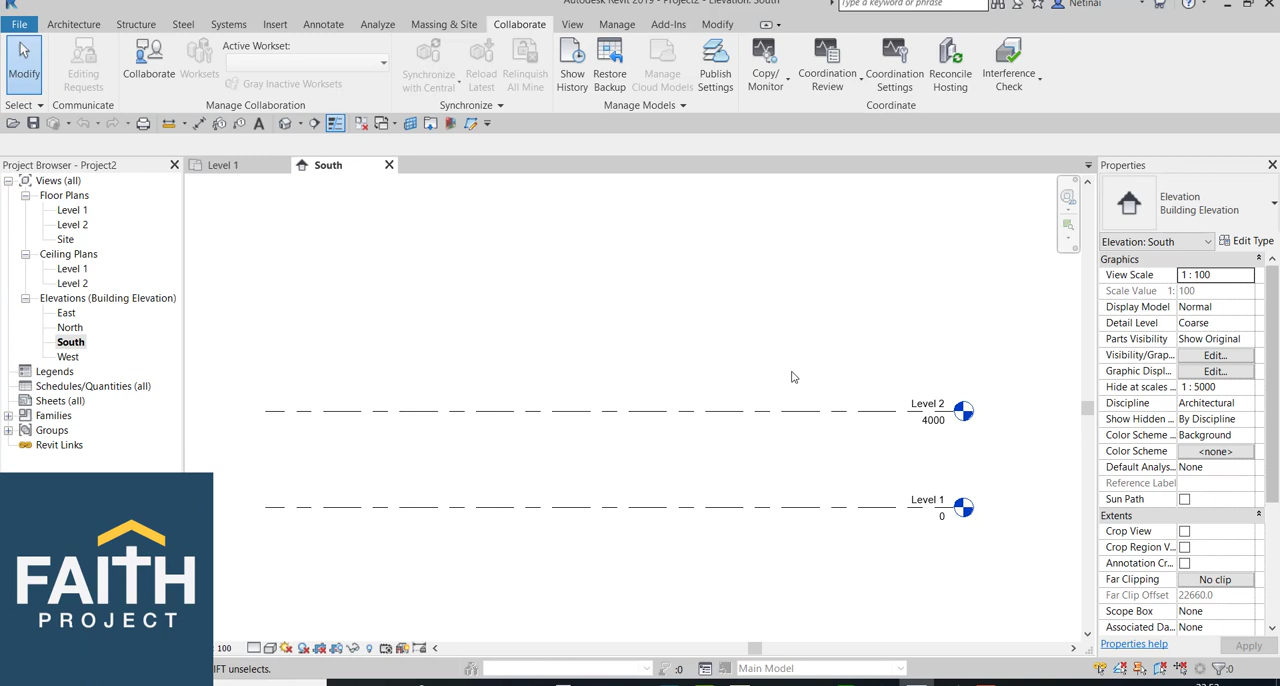 Autodesk Revit 2019 - Project2 - Elevation: South
Type a keyword or phrase
Netinai
File Architecture Structure Steel Systems Insert Annotate Analyze Massing & Site Collaborate View Manage Add-Ins Modify
Modify
Editing Requests
Collaborate
Worksets
Active Workset:
Gray Inactive Worksets
Synchronize with Central
Reload Latest
Relinquish All Mine
Show History
Restore Backup
Manage Cloud Models
Publish Settings
Copy/ Monitor
Coordination Review
Coordination Settings
Reconcile Hosting
Interference Check
Select Communicate Manage Collaboration Synchronize Manage Models Coordinate
Project Browser - Project2
Views (all)
Floor Plans
Level 1
Level 2
Site
Ceiling Plans
Level 1
Level 2
Elevations (Building Elevation)
East
North
South
West
Legends
Schedules/Quantities (all)
Sheets (all)
Families
Groups
Revit Links
FAITH
PROJECT
Level 1
South
Level 2
4000
Level 1
0
100
IFT unselects.
:0
Main Model
Properties
Elevation
Building Elevation
Elevation: South Edit Type
Graphics
View Scale 1 : 100
Scale Value 1: 100
Display Model Normal
Detail Level Coarse
Parts Visibility Show Original
Visibility/Grap... Edit...
Graphic Displ... Edit...
Hide at scales ... 1 : 5000
Discipline Architectural
Show Hidden ... By Discipline
Color Scheme ... Background
Color Scheme <none>
Default Analys... None
Reference Label
Sun Path
Extents
Crop View
Crop Region V...
Annotation Cr...
Far Clipping No clip
Far Clip Offset 22660.0
Scope Box None
Associated Da... None
Properties help Apply
:0